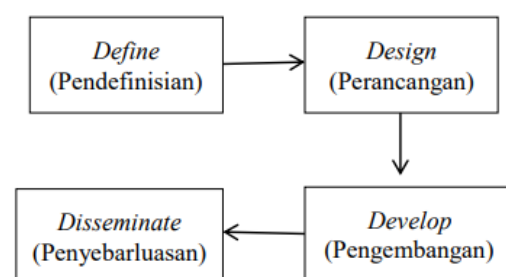 Define
(Pendefinisian)
Design
(Perancangan)
Develop
(Pengembangan)
Disseminate
(Penyebarluasan)